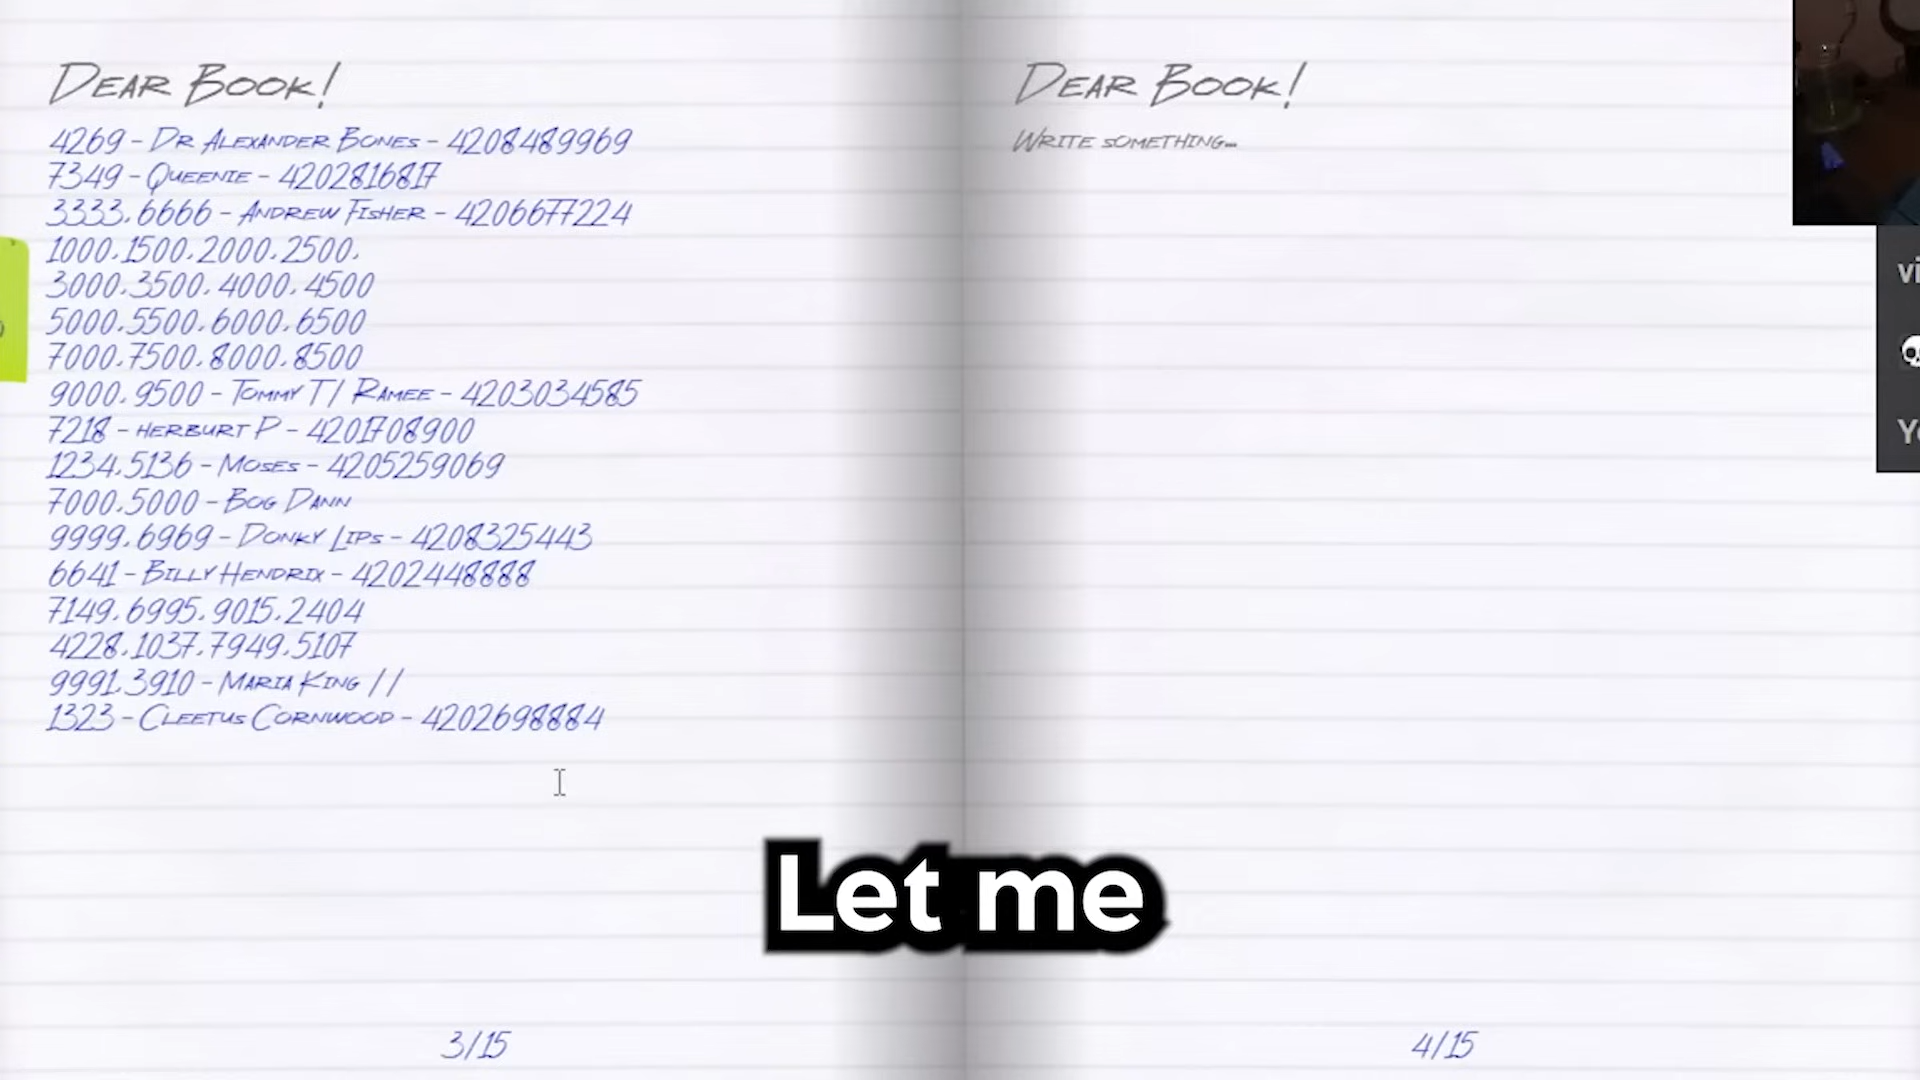 Dear Book!
4269 - Dr Alexander Bones - 4208489969
7349 - Queenie - 4202816817
3333, 6666 - Andrew Fisher - 4206677224
1000, 1500, 2000, 2500,
3000, 3500, 4000, 4500
5000, 5500, 6000, 6500
7000, 7500, 8000, 8500
9000, 9500 - Tommy T / Ramee - 4203034585
7218 - herburt P - 4201708900
1234, 5136 - Moses - 4205259069
7000, 5000 - Bog Dann
9999, 6969 - Donky Lips - 4208325443
6641 - Billy Hendrix - 4202448888
7149, 6995, 9015, 2404
4228, 1037, 7949, 5107
9991, 3910 - Maria King //
1323 - Cleetus Cornwood - 4202698884
3/15
Dear Book!
Write something...
4/15
Let me